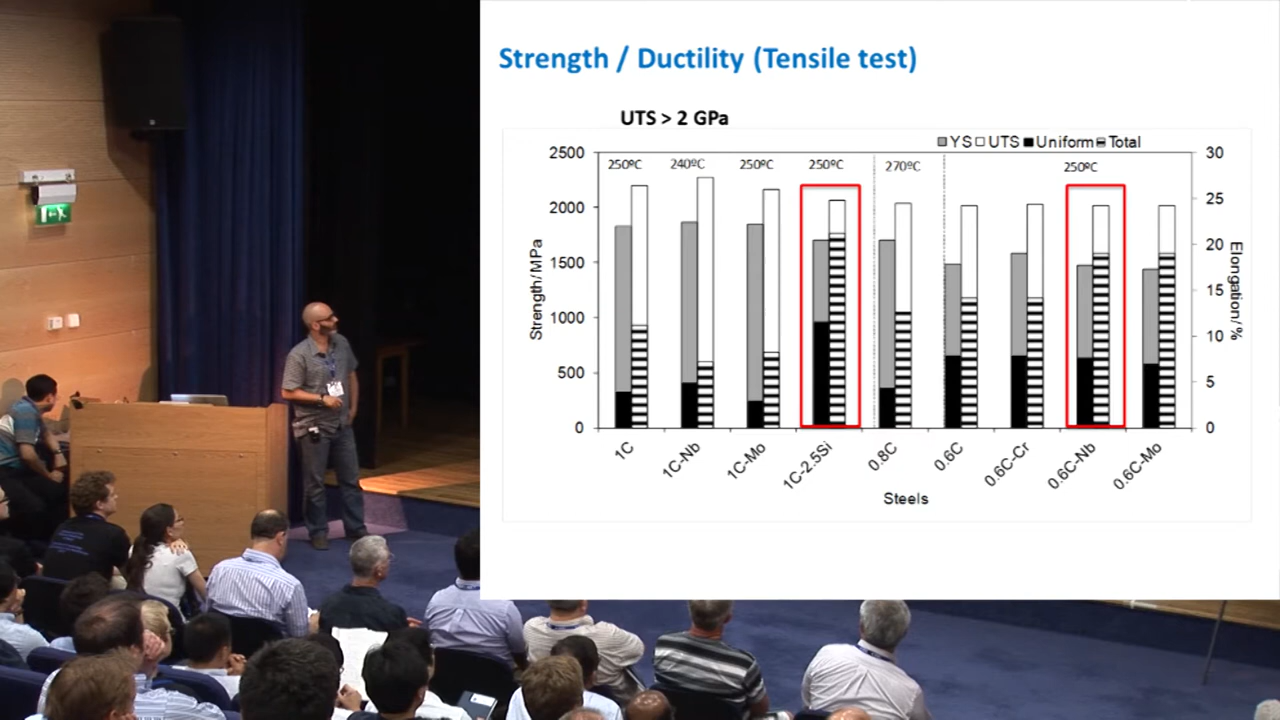 Strength / Ductility (Tensile test)
UTS > 2 GPa
YS UTS Uniform Total
2500
2000
1500
1000
500
0
Strength/MPa
250ºC 240ºC 250ºC 250ºC 270ºC 250ºC
30
25
20
15
10
5
0
Elongation/%
1C 1C-Nb 1C-Mo 1C-2.5Si 0.8C 0.6C 0.6C-Cr 0.6C-Nb 0.6C-Mo
Steels